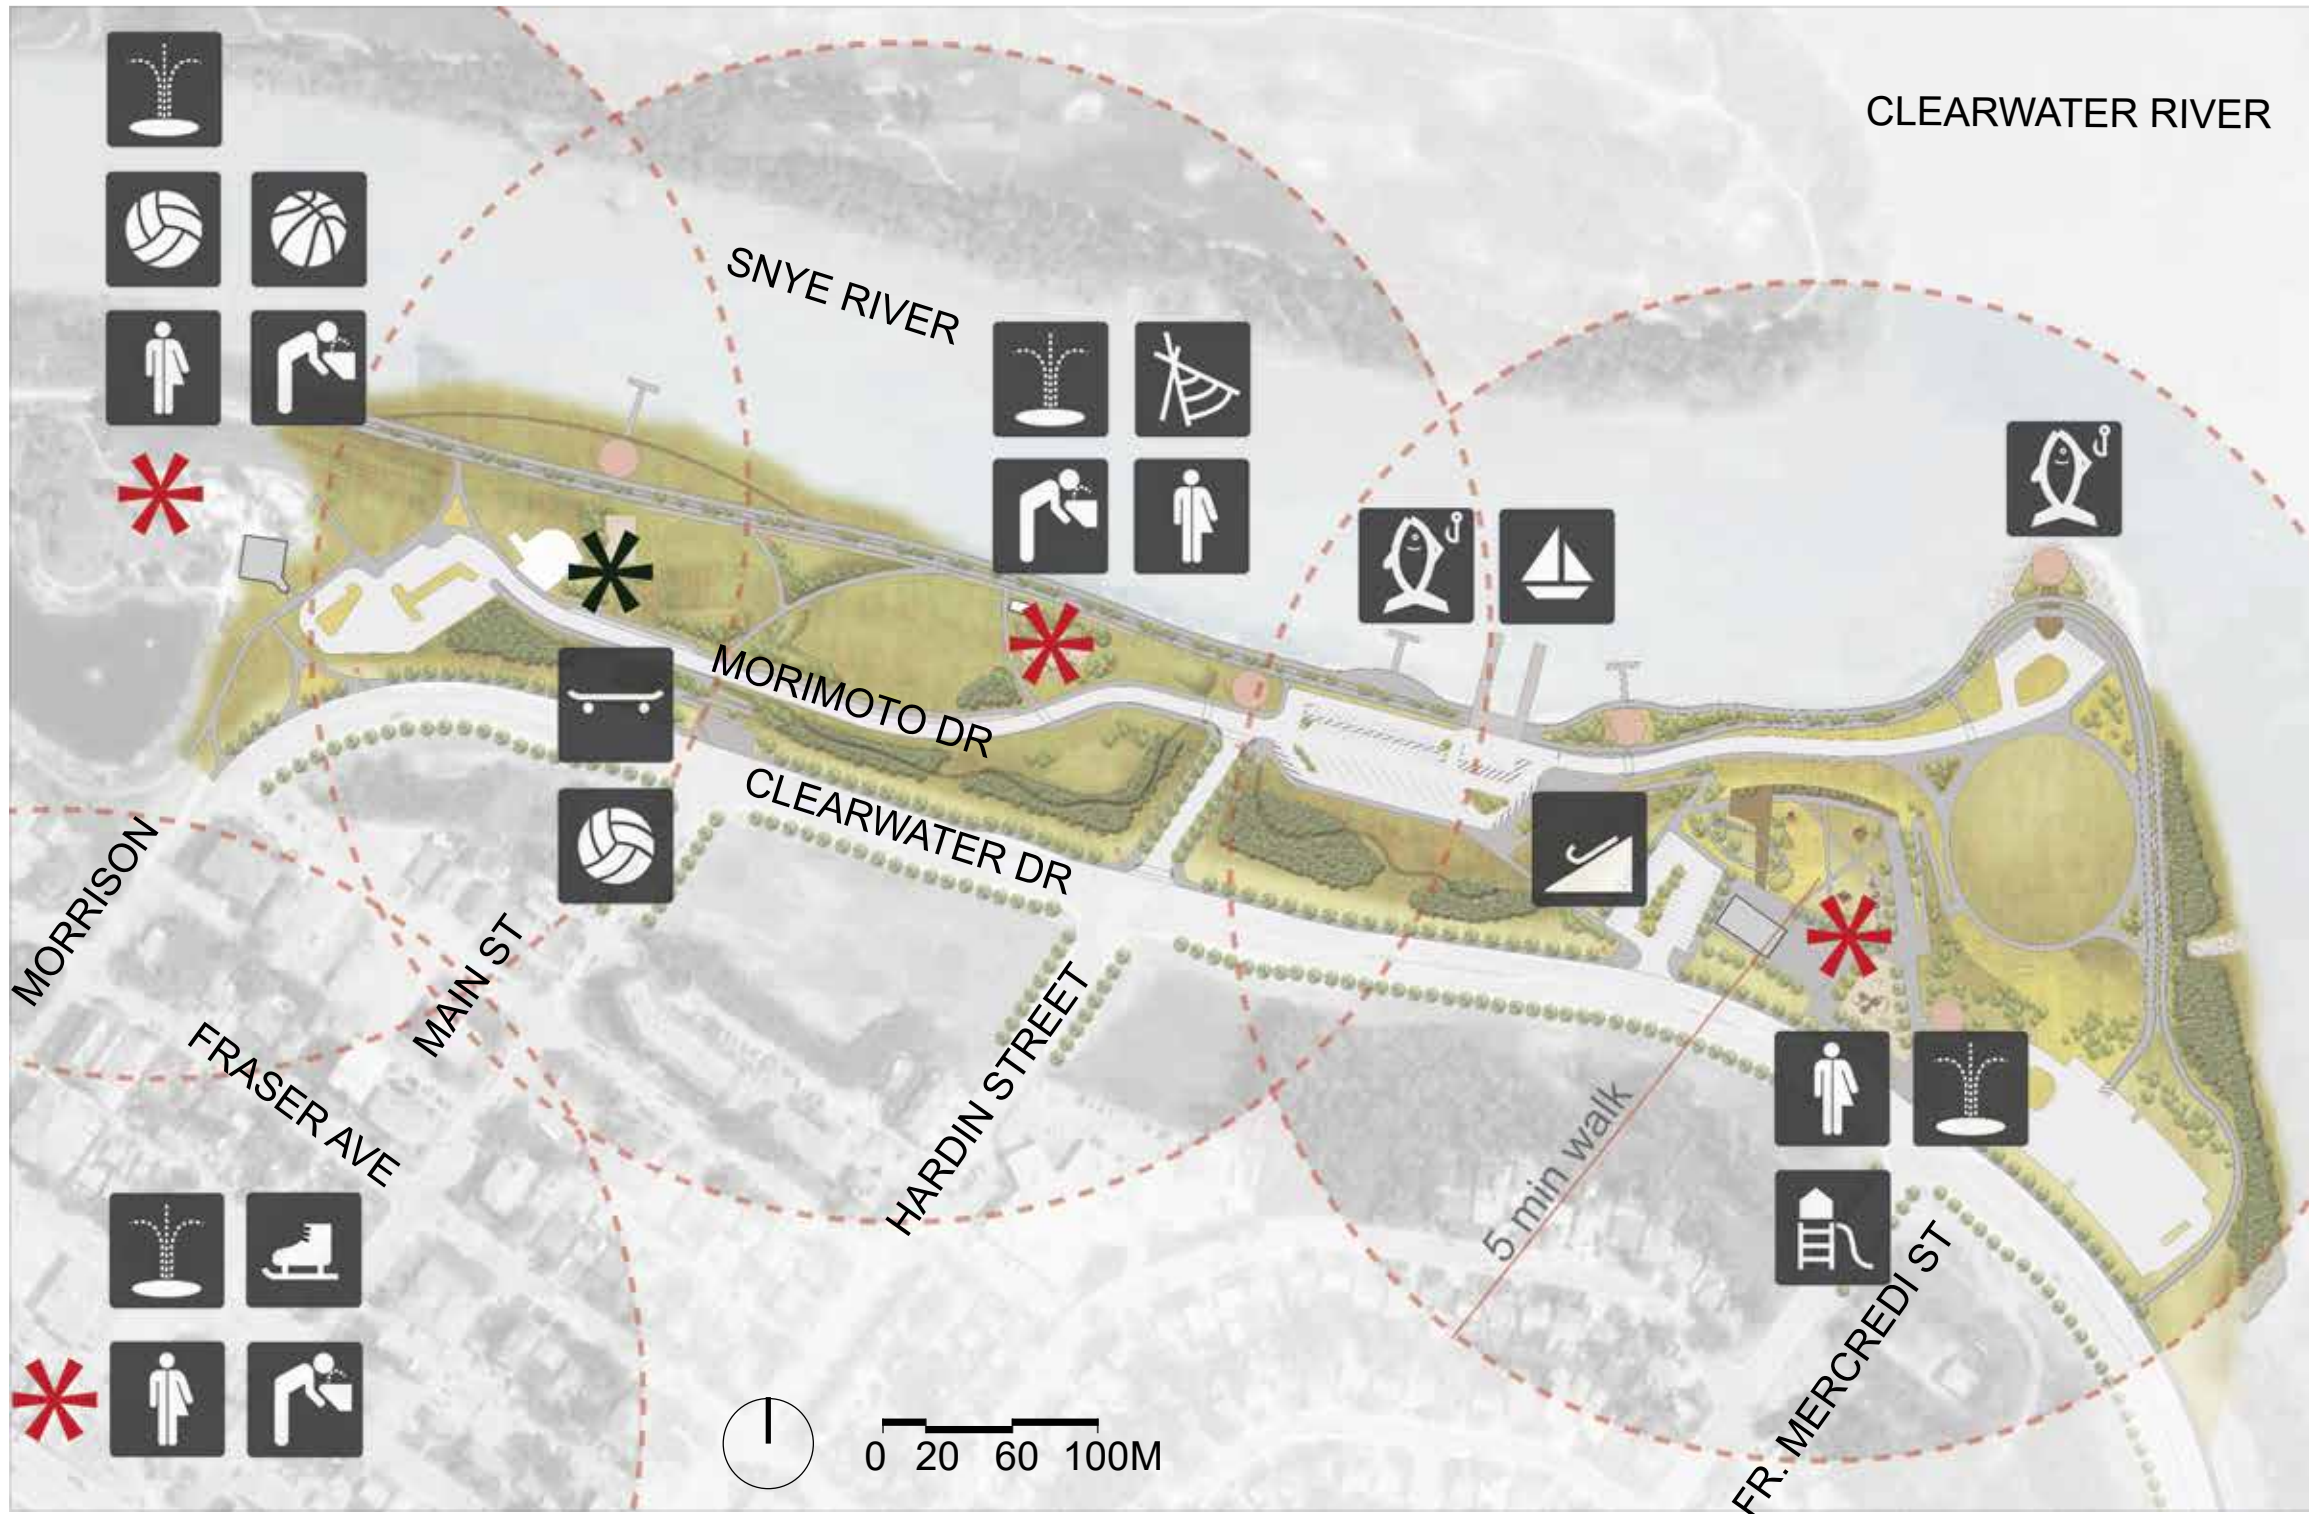 CLEARWATER RIVER
SNYE RIVER
MORIMOTO DR
CLEARWATER DR
MORRISON
MAIN ST
FRASER AVE
HARDIN STREET
5 min walk
FR. MERCREDI ST
0 20 60 100M